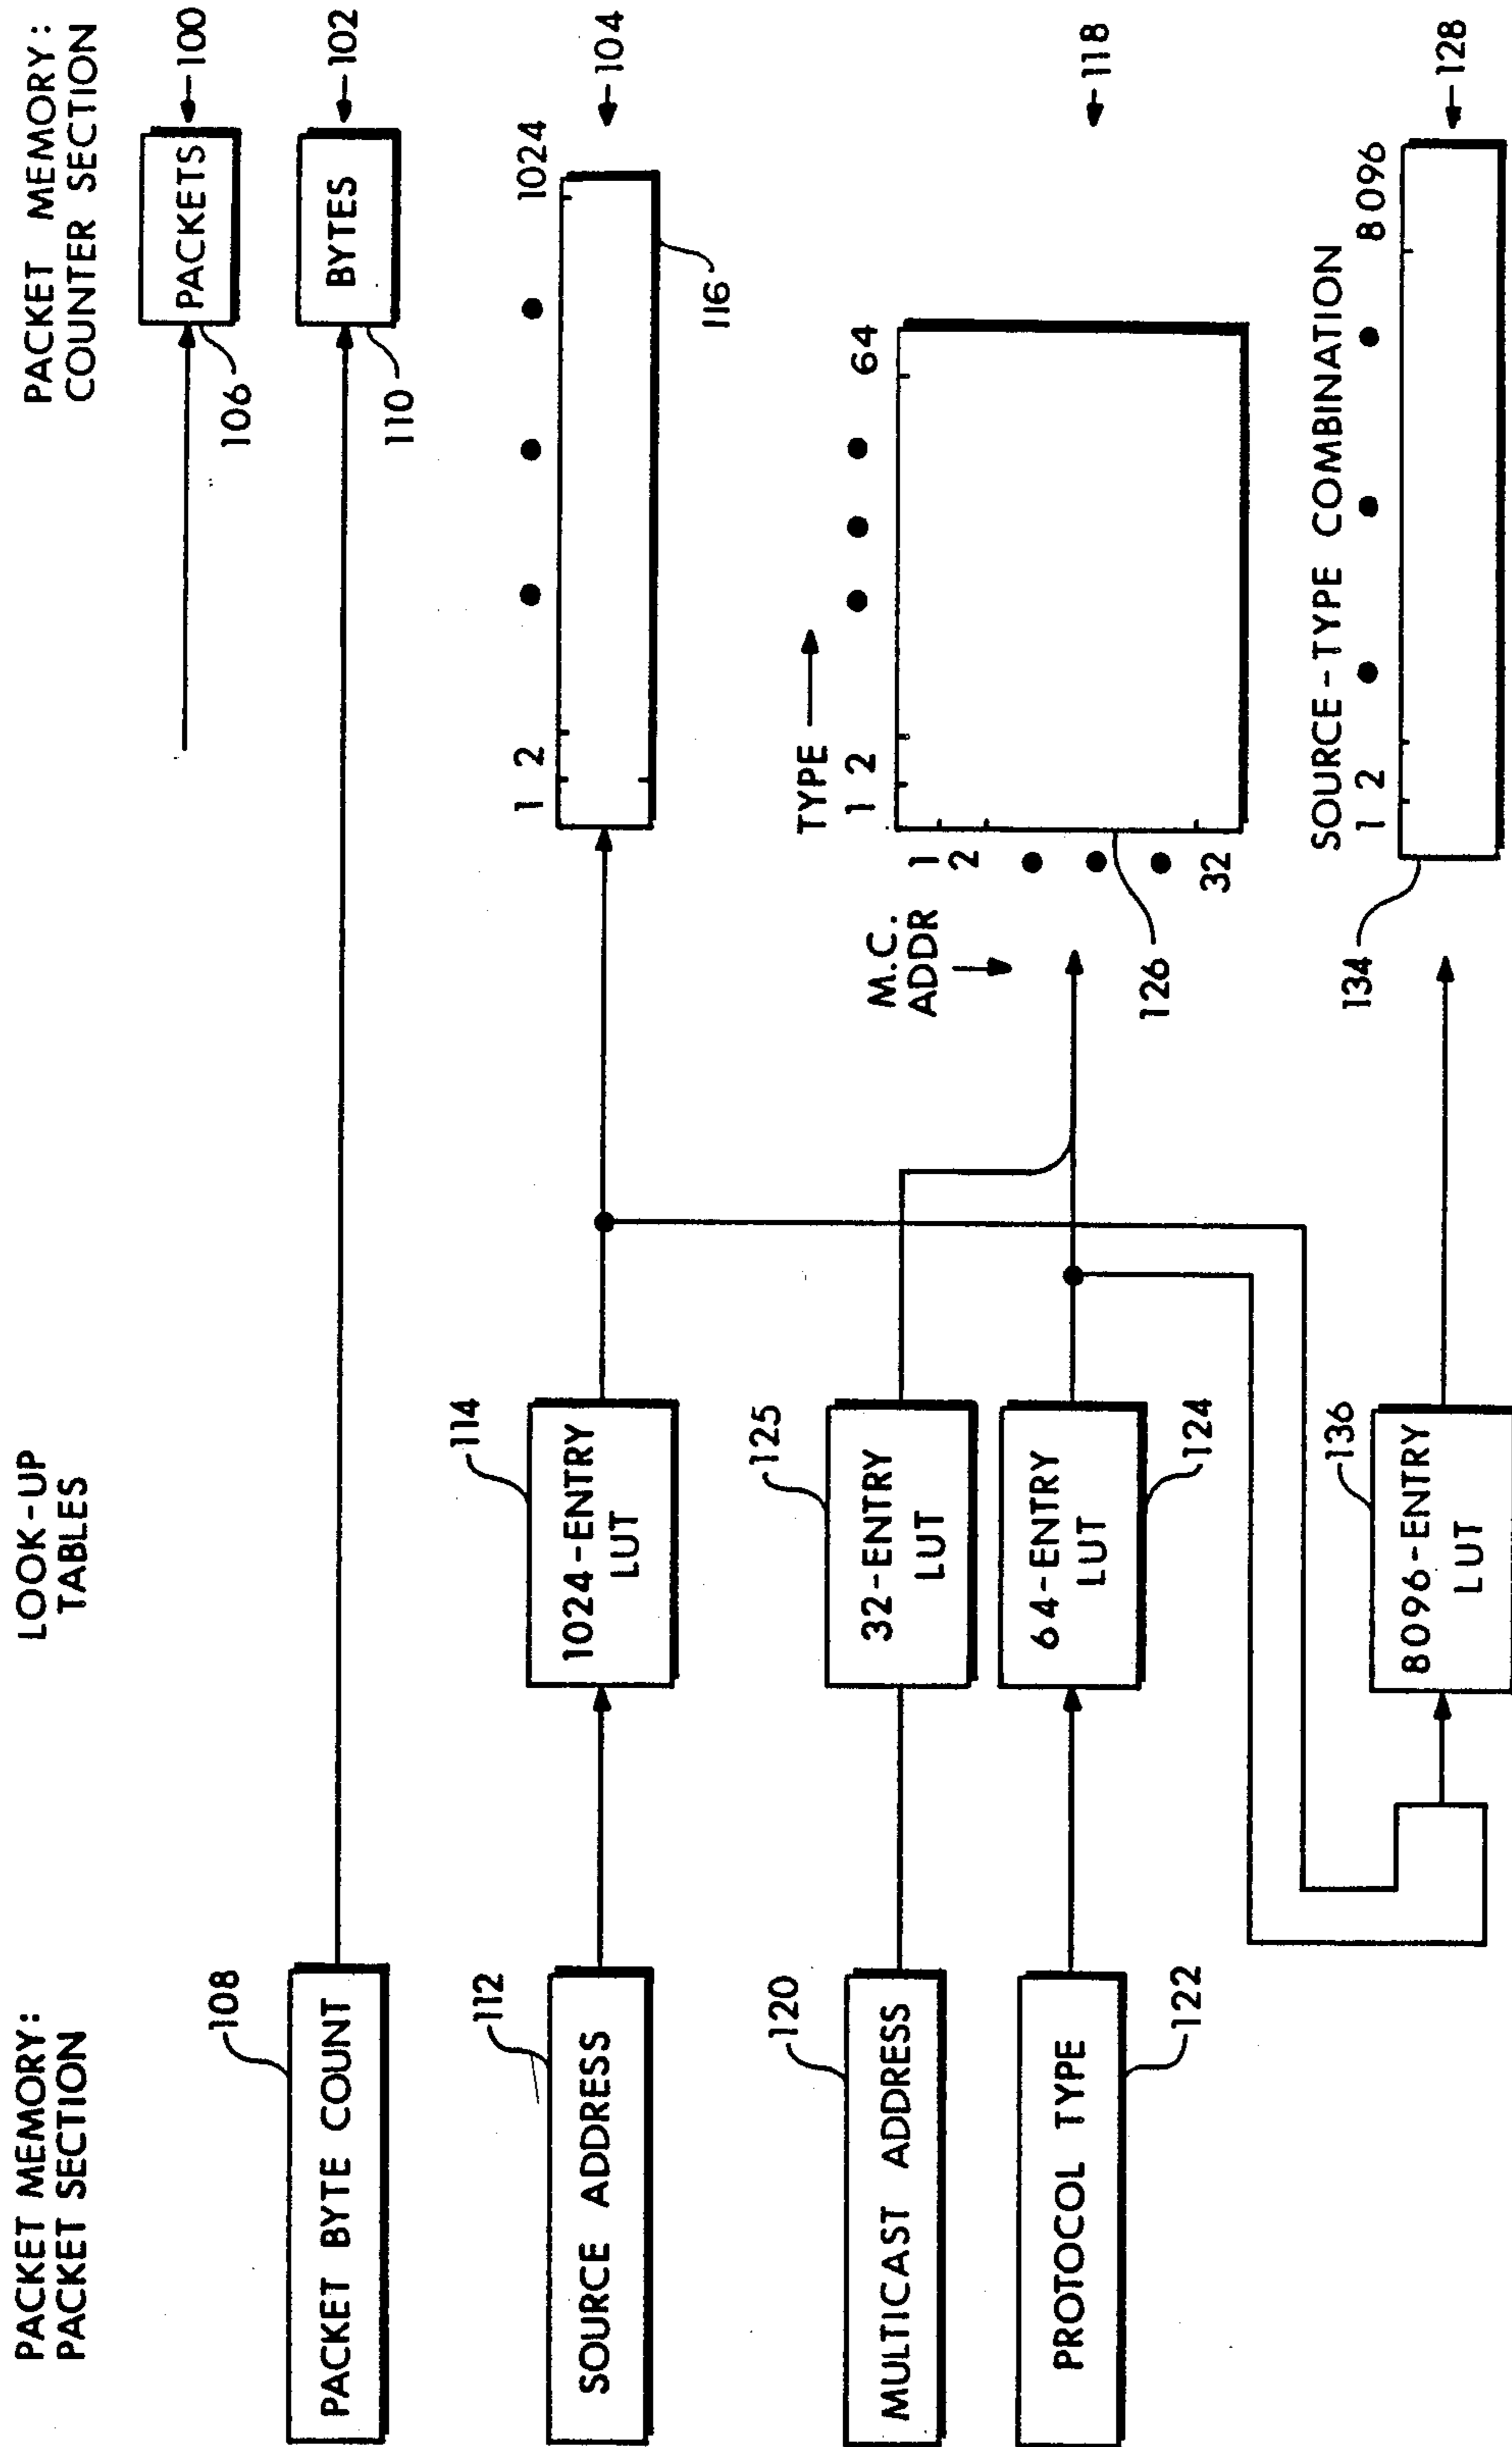 PACKET MEMORY:
PACKET SECTION
LOOK-UP
TABLES
PACKET MEMORY:
COUNTER SECTION
PACKETS
100
106
108
PACKET BYTE COUNT
BYTES
102
110
112
SOURCE ADDRESS
114
1024-ENTRY
LUT
1 2 1024
104
116
120
MULTICAST ADDRESS
125
32-ENTRY
LUT
PROTOCOL TYPE
122
64-ENTRY
LUT
124
TYPE
1 2 64
M.C.
ADDR
1
2
32
118
126
136
8096-ENTRY
LUT
SOURCE-TYPE COMBINATION
1 2 8096
128
134